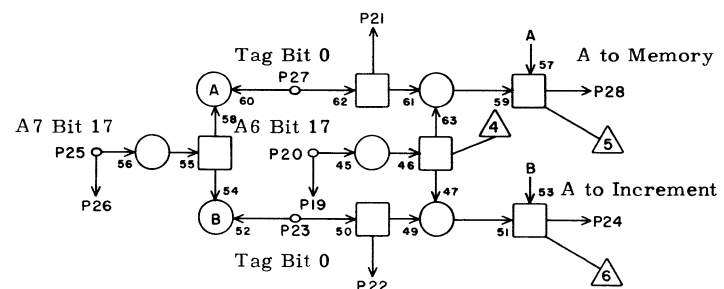 P21
Tag Bit 0
A
57
A to Memory
A
P27
60
62
61
59
P28
58
63
A7 Bit 17
A6 Bit 17
4
5
P25
56
55
P20
45
46
54
47
B
53
A to Increment
P26
P19
B
52
P23
50
49
51
P24
Tag Bit 0
P22
6